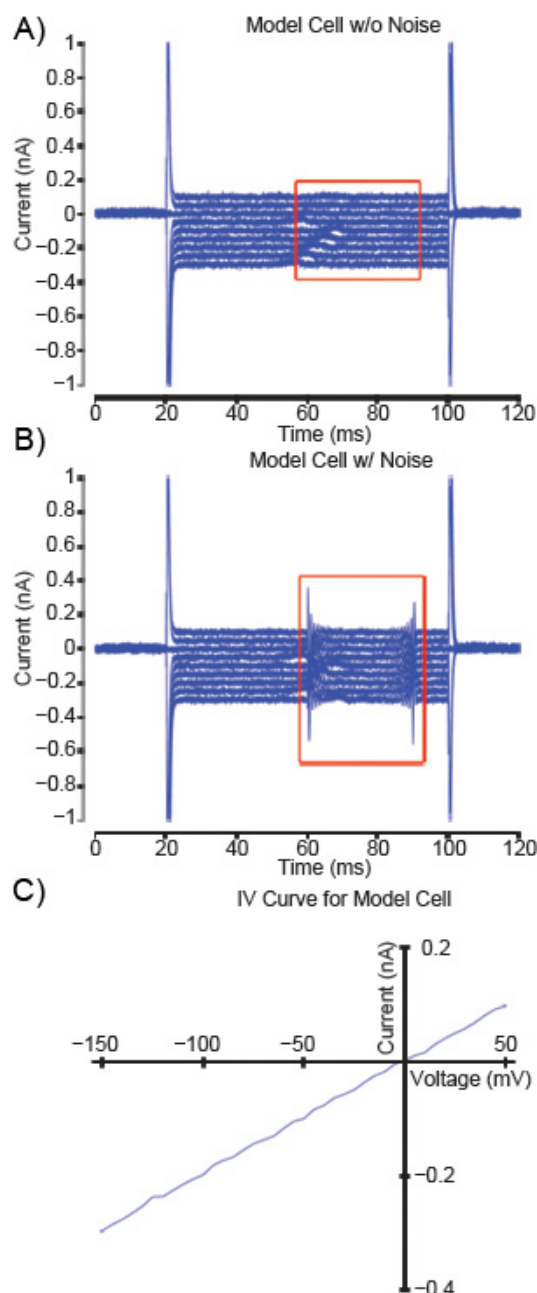 A)
Model Cell w/o Noise
Current (nA)
1
0.8
0.6
0.4
0.2
0
−0.2
−0.4
−0.6
−0.8
−1
0 20 40 60 80 100 120
Time (ms)
B)
Model Cell w/ Noise
Current (nA)
1
0.8
0.6
0.4
0.2
0
−0.2
−0.4
−0.6
−0.8
−1
0 20 40 60 80 100 120
Time (ms)
C)
IV Curve for Model Cell
Current (nA)
0.2
−150 −100 −50 50
Voltage (mV)
−0.2
−0.4